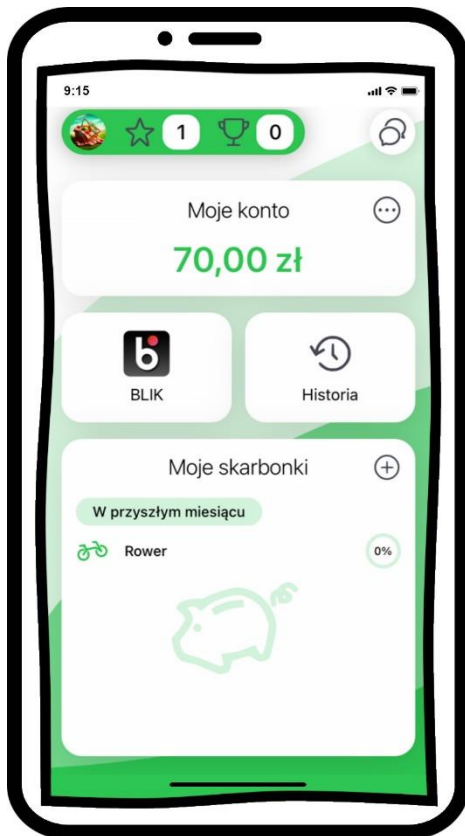 9:15
1 0
Moje konto
70,00 zł
BLIK Historia
Moje skarbonki
W przyszłym miesiącu
Rower 0%